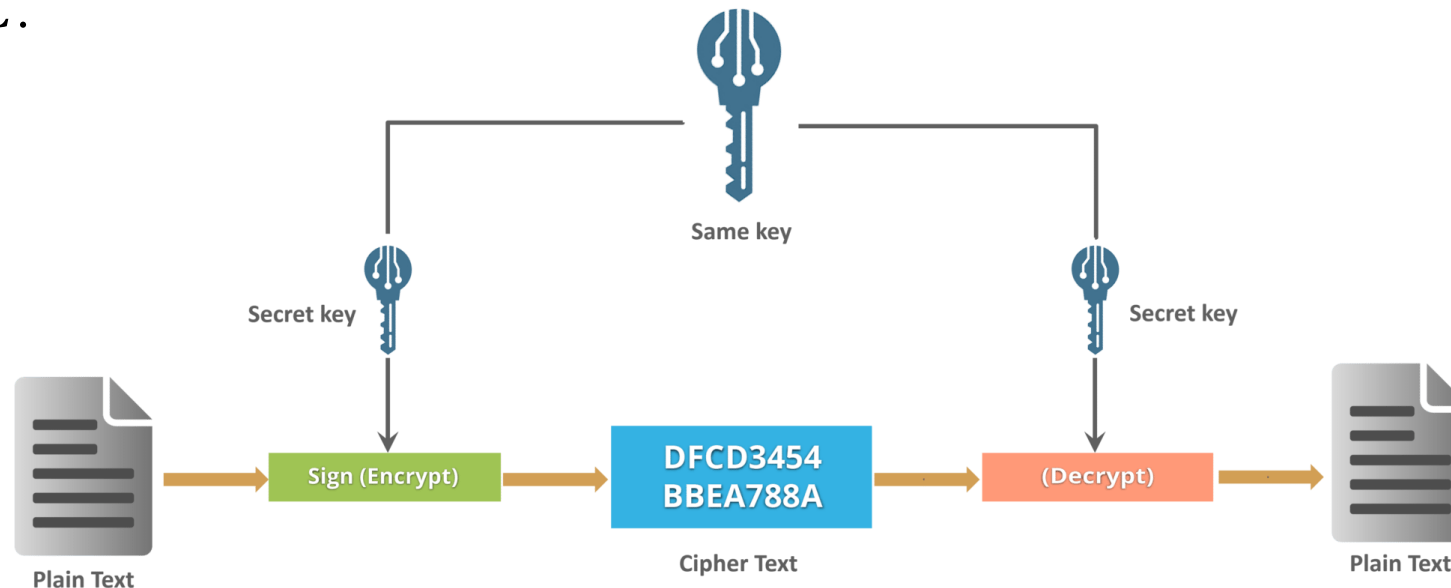 Same key
Secret key
Secret key
Sign (Encrypt)
DFCD3454
BBEA788A
(Decrypt)
Plain Text
Cipher Text
Plain Text